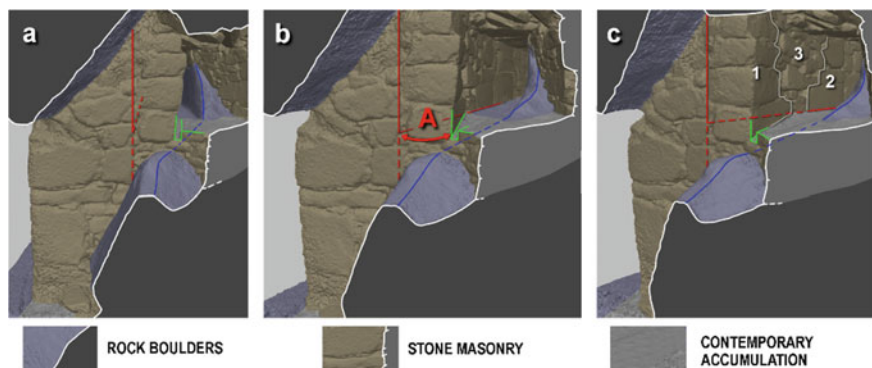 a
b
c
A
1
3
2
ROCK BOULDERS
STONE MASONRY
CONTEMPORARY
ACCUMULATION